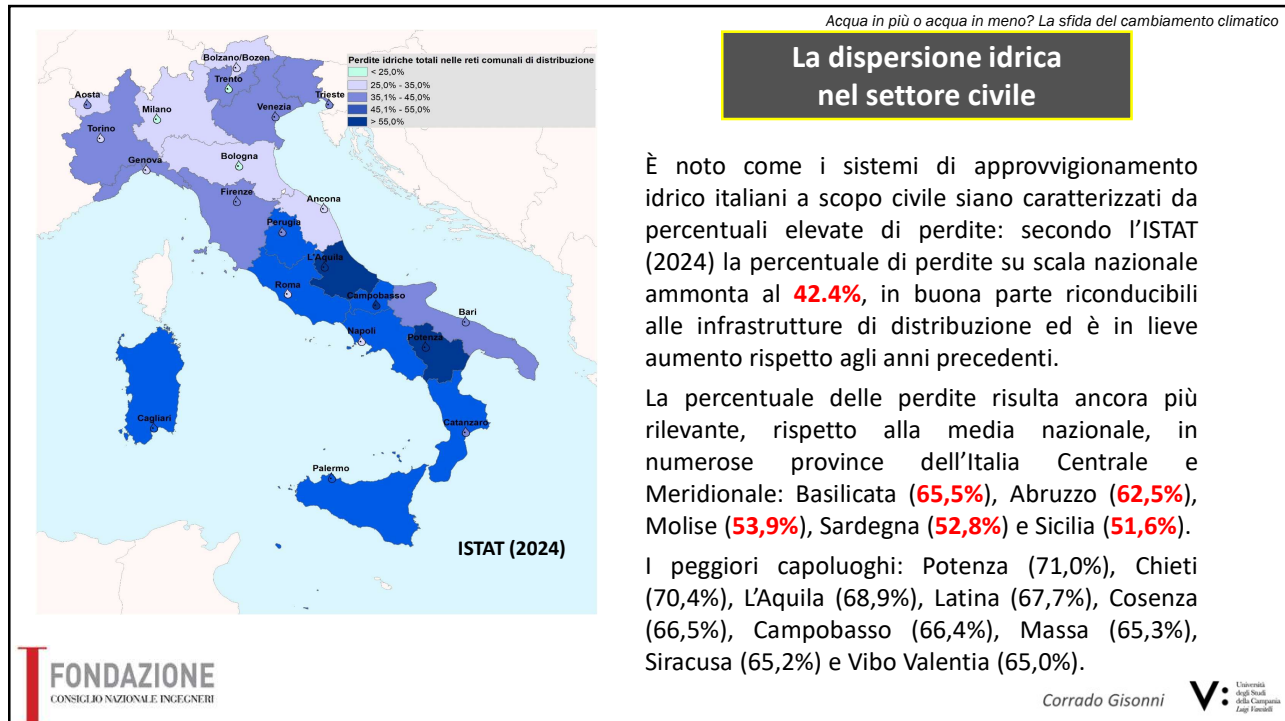 Acqua in più o acqua in meno? La sfida del cambiamento climatico
La dispersione idrica
nel settore civile
Perdite idriche totali nelle reti comunali di distribuzione
< 25,0%
25,0% - 35,0%
35,1% - 45,0%
45,1% - 55,0%
> 55,0%
Bolzano/Bozen
Trento
Aosta
Milano
Venezia
Trieste
Torino
Genova
Bologna
Firenze
Ancona
Perugia
L'Aquila
Roma
Campobasso
Bari
Napoli
Potenza
Cagliari
Catanzaro
Palermo
ISTAT (2024)
È noto come i sistemi di approvvigionamento
idrico italiani a scopo civile siano caratterizzati da
percentuali elevate di perdite: secondo l’ISTAT
(2024) la percentuale di perdite su scala nazionale
ammonta al 42.4%, in buona parte riconducibili
alle infrastrutture di distribuzione ed è in lieve
aumento rispetto agli anni precedenti.
La percentuale delle perdite risulta ancora più
rilevante, rispetto alla media nazionale, in
numerose province dell’Italia Centrale e
Meridionale: Basilicata (65,5%), Abruzzo (62,5%),
Molise (53,9%), Sardegna (52,8%) e Sicilia (51,6%).
I peggiori capoluoghi: Potenza (71,0%), Chieti
(70,4%), L’Aquila (68,9%), Latina (67,7%), Cosenza
(66,5%), Campobasso (66,4%), Massa (65,3%),
Siracusa (65,2%) e Vibo Valentia (65,0%).
FONDAZIONE
CONSIGLIO NAZIONALE INGEGNERI
Corrado Gisonni
V:
Università
degli Studi
della Campania
Luigi Vanvitelli